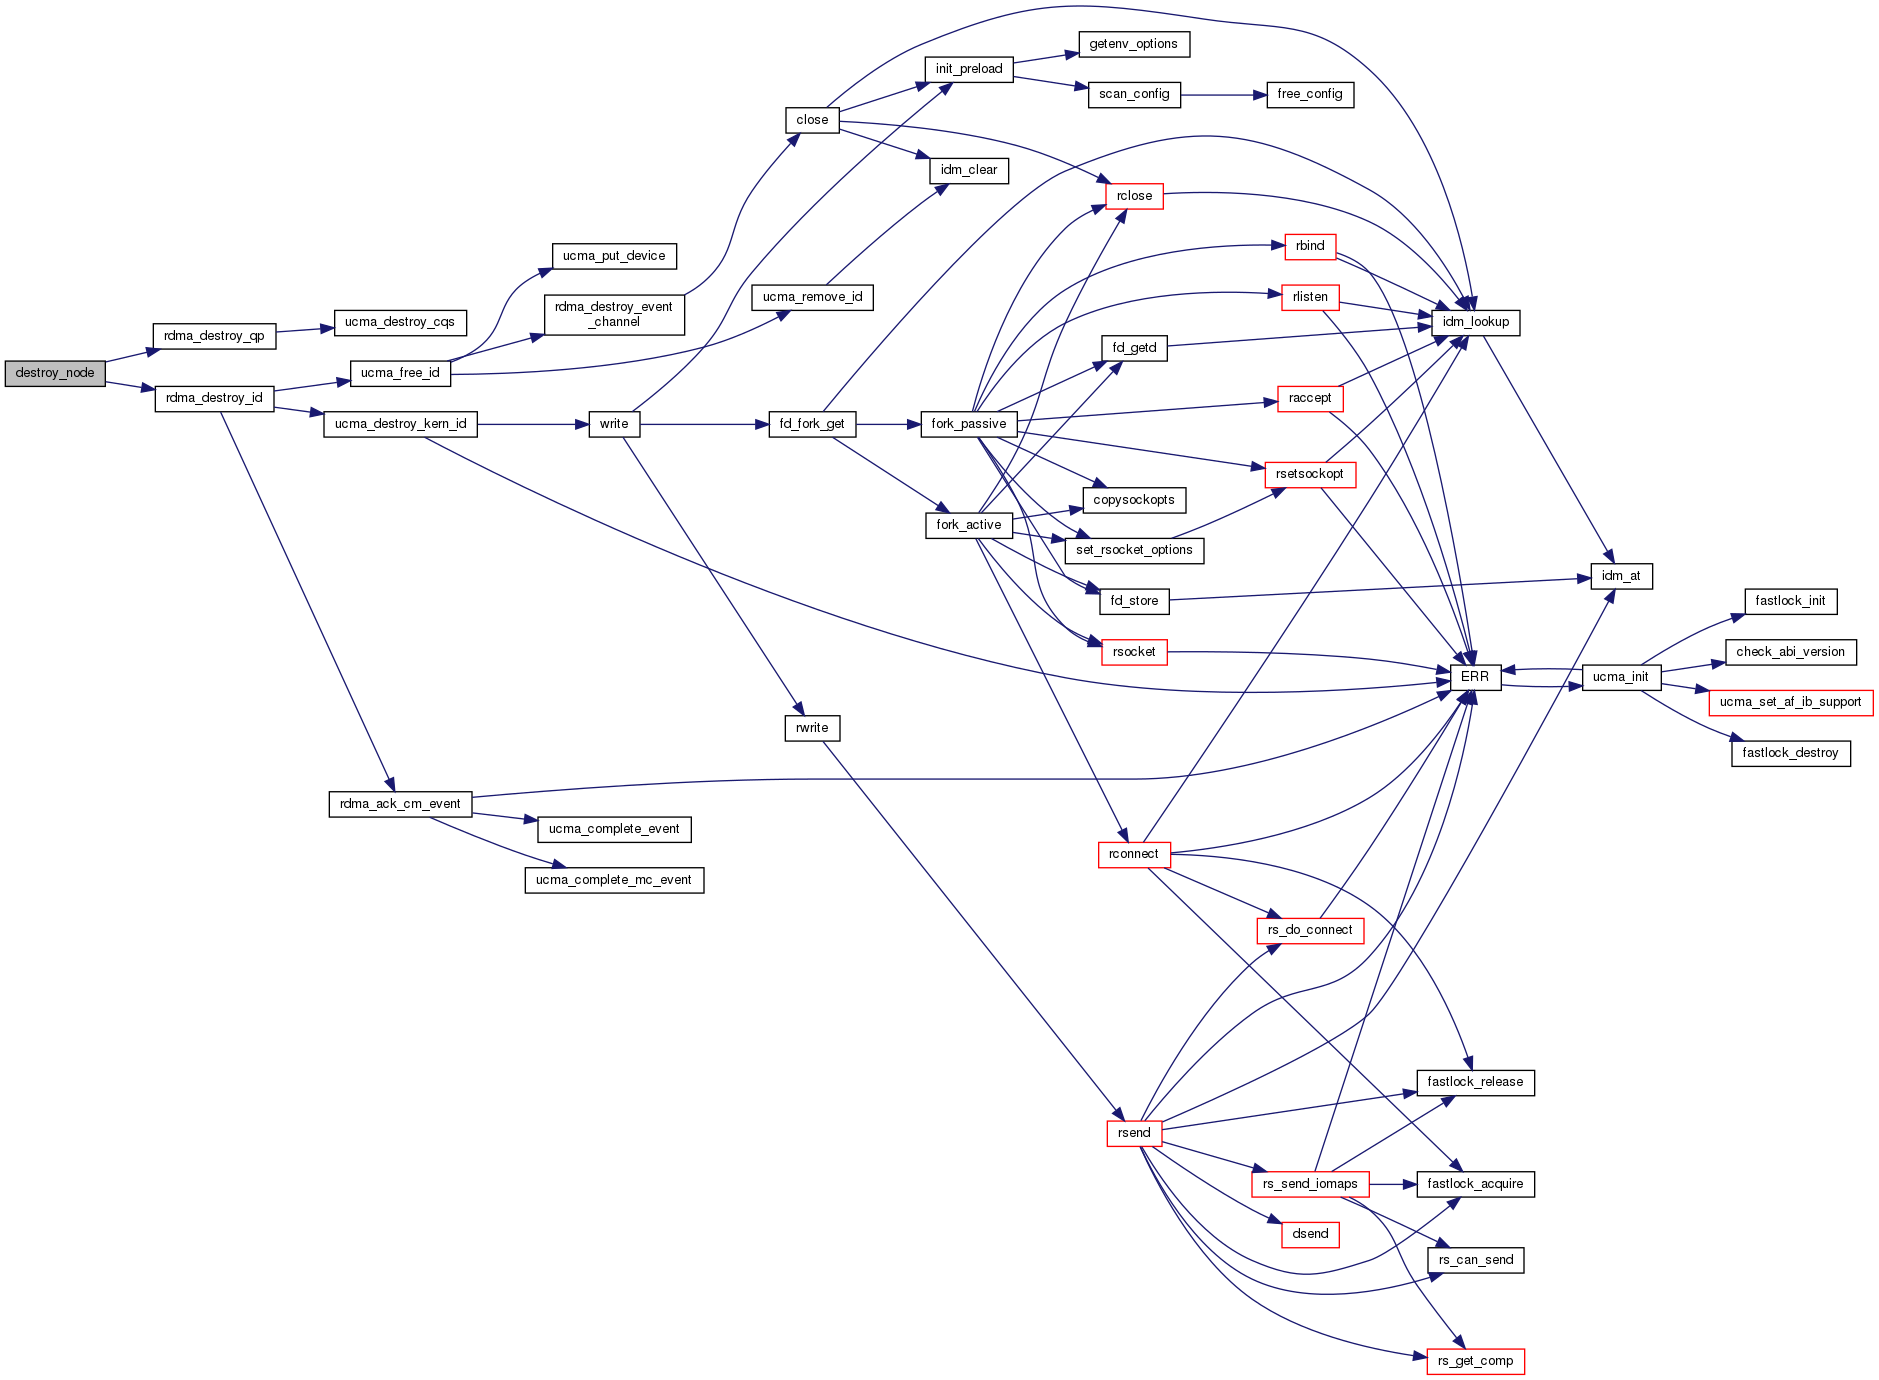 destroy_node
rdma_destroy_qp
rdma_destroy_id
ucma_destroy_cqs
ucma_free_id
ucma_destroy_kern_id
rdma_ack_cm_event
ucma_put_device
rdma_destroy_event
_channel
write
ucma_complete_event
ucma_complete_mc_event
close
ucma_remove_id
fd_fork_get
rwrite
init_preload
idm_clear
fork_passive
fork_active
getenv_options
scan_config
rclose
fd_getd
copysockopts
set_rsocket_options
fd_store
rsocket
rconnect
rsend
free_config
rbind
rlisten
raccept
rsetsockopt
rs_do_connect
rs_send_iomaps
dsend
idm_lookup
ERR
fastlock_release
fastlock_acquire
rs_can_send
rs_get_comp
idm_at
ucma_init
fastlock_init
check_abi_version
ucma_set_af_ib_support
fastlock_destroy